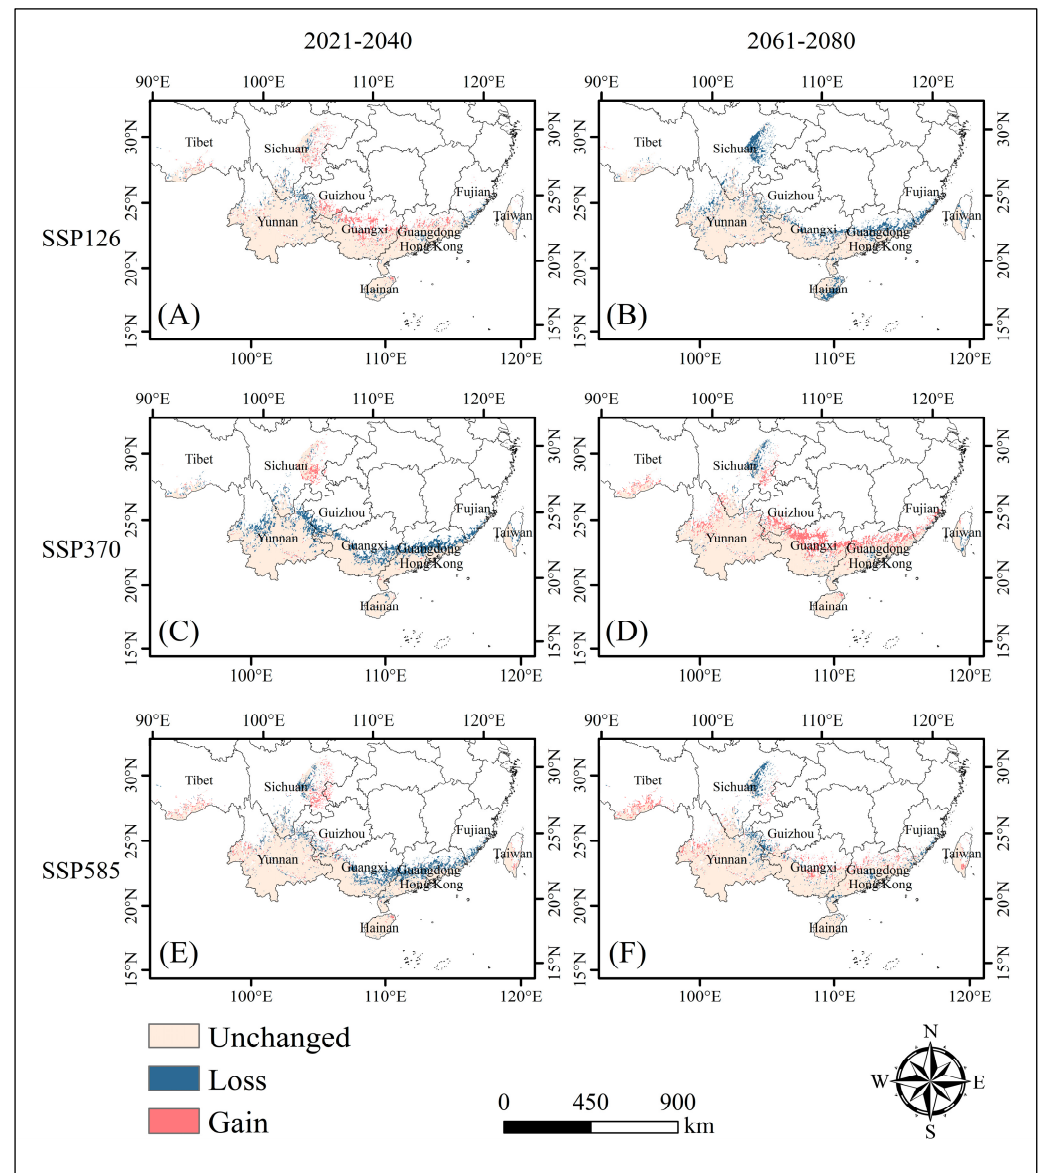 2021-2040 2061-2080
90°E 100°E 110°E 120°E 90°E 100°E 110°E 120°E
SSP126
30°N 25°N 20°N 15°N
Tibet
Sichuan
Guizhou
Fujian
Yunnan
Guangxi
Guangdong
Taiwan
Hong Kong
Hainan
(A)
30°N 25°N 20°N 15°N
100°E 110°E 120°E
30°N 25°N 20°N 15°N
Tibet
Sichuan
Guizhou
Fujian
Yunnan
Guangxi
Guangdong
Taiwan
Hong Kong
Hainan
(B)
30°N 25°N 20°N 15°N
100°E 110°E 120°E
90°E 100°E 110°E 120°E 90°E 100°E 110°E 120°E
SSP370
30°N 25°N 20°N 15°N
Tibet
Sichuan
Guizhou
Fujian
Yunnan
Guangxi
Guangdong
Taiwan
Hong Kong
Hainan
(C)
30°N 25°N 20°N 15°N
100°E 110°E 120°E
30°N 25°N 20°N 15°N
Tibet
Sichuan
Guizhou
Fujian
Yunnan
Guangxi
Guangdong
Taiwan
Hong Kong
Hainan
(D)
30°N 25°N 20°N 15°N
100°E 110°E 120°E
90°E 100°E 110°E 120°E 90°E 100°E 110°E 120°E
SSP585
30°N 25°N 20°N 15°N
Tibet
Sichuan
Guizhou
Fujian
Yunnan
Guangxi
Guangdong
Taiwan
Hong Kong
Hainan
(E)
30°N 25°N 20°N 15°N
100°E 110°E 120°E
30°N 25°N 20°N 15°N
Tibet
Sichuan
Guizhou
Fujian
Yunnan
Guangxi
Guangdong
Taiwan
Hong Kong
Hainan
(F)
30°N 25°N 20°N 15°N
100°E 110°E 120°E
Unchanged
Loss
Gain
0 450 900
km
N
W E
S